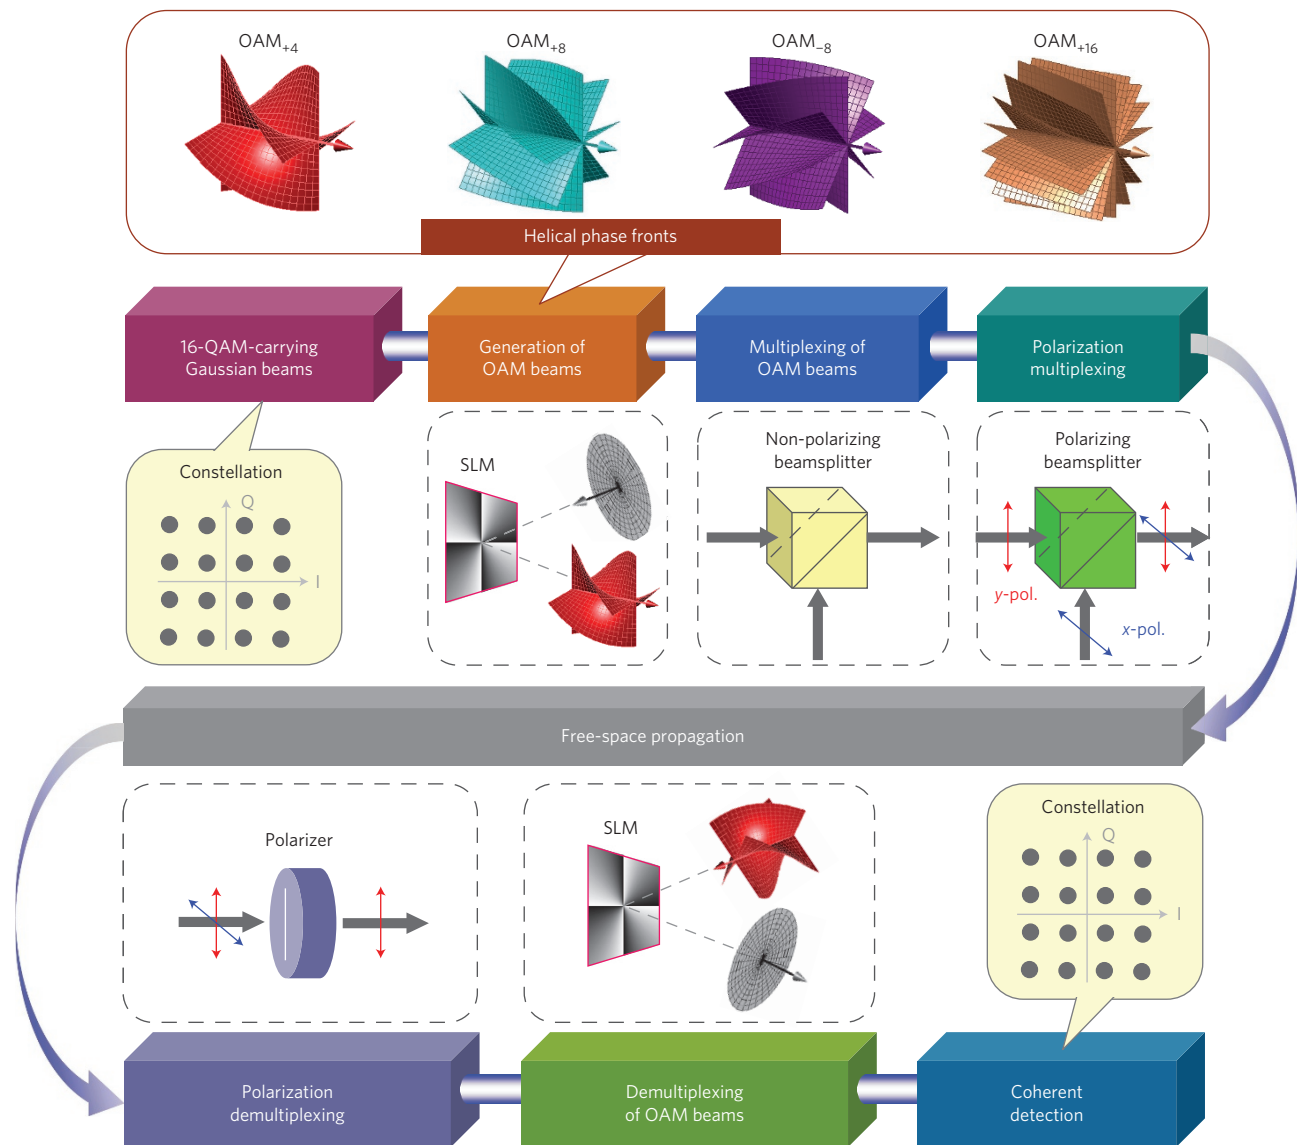 OAM+4
OAM+8
OAM−8
OAM+16
Helical phase fronts
16-QAM-carrying
Gaussian beams
Generation of
OAM beams
Multiplexing of
OAM beams
Polarization
multiplexing
Constellation
Q
I
SLM
Non-polarizing
beamsplitter
Polarizing
beamsplitter
y-pol.
x-pol.
Free-space propagation
Polarizer
SLM
Constellation
Q
I
Polarization
demultiplexing
Demultiplexing
of OAM beams
Coherent
detection